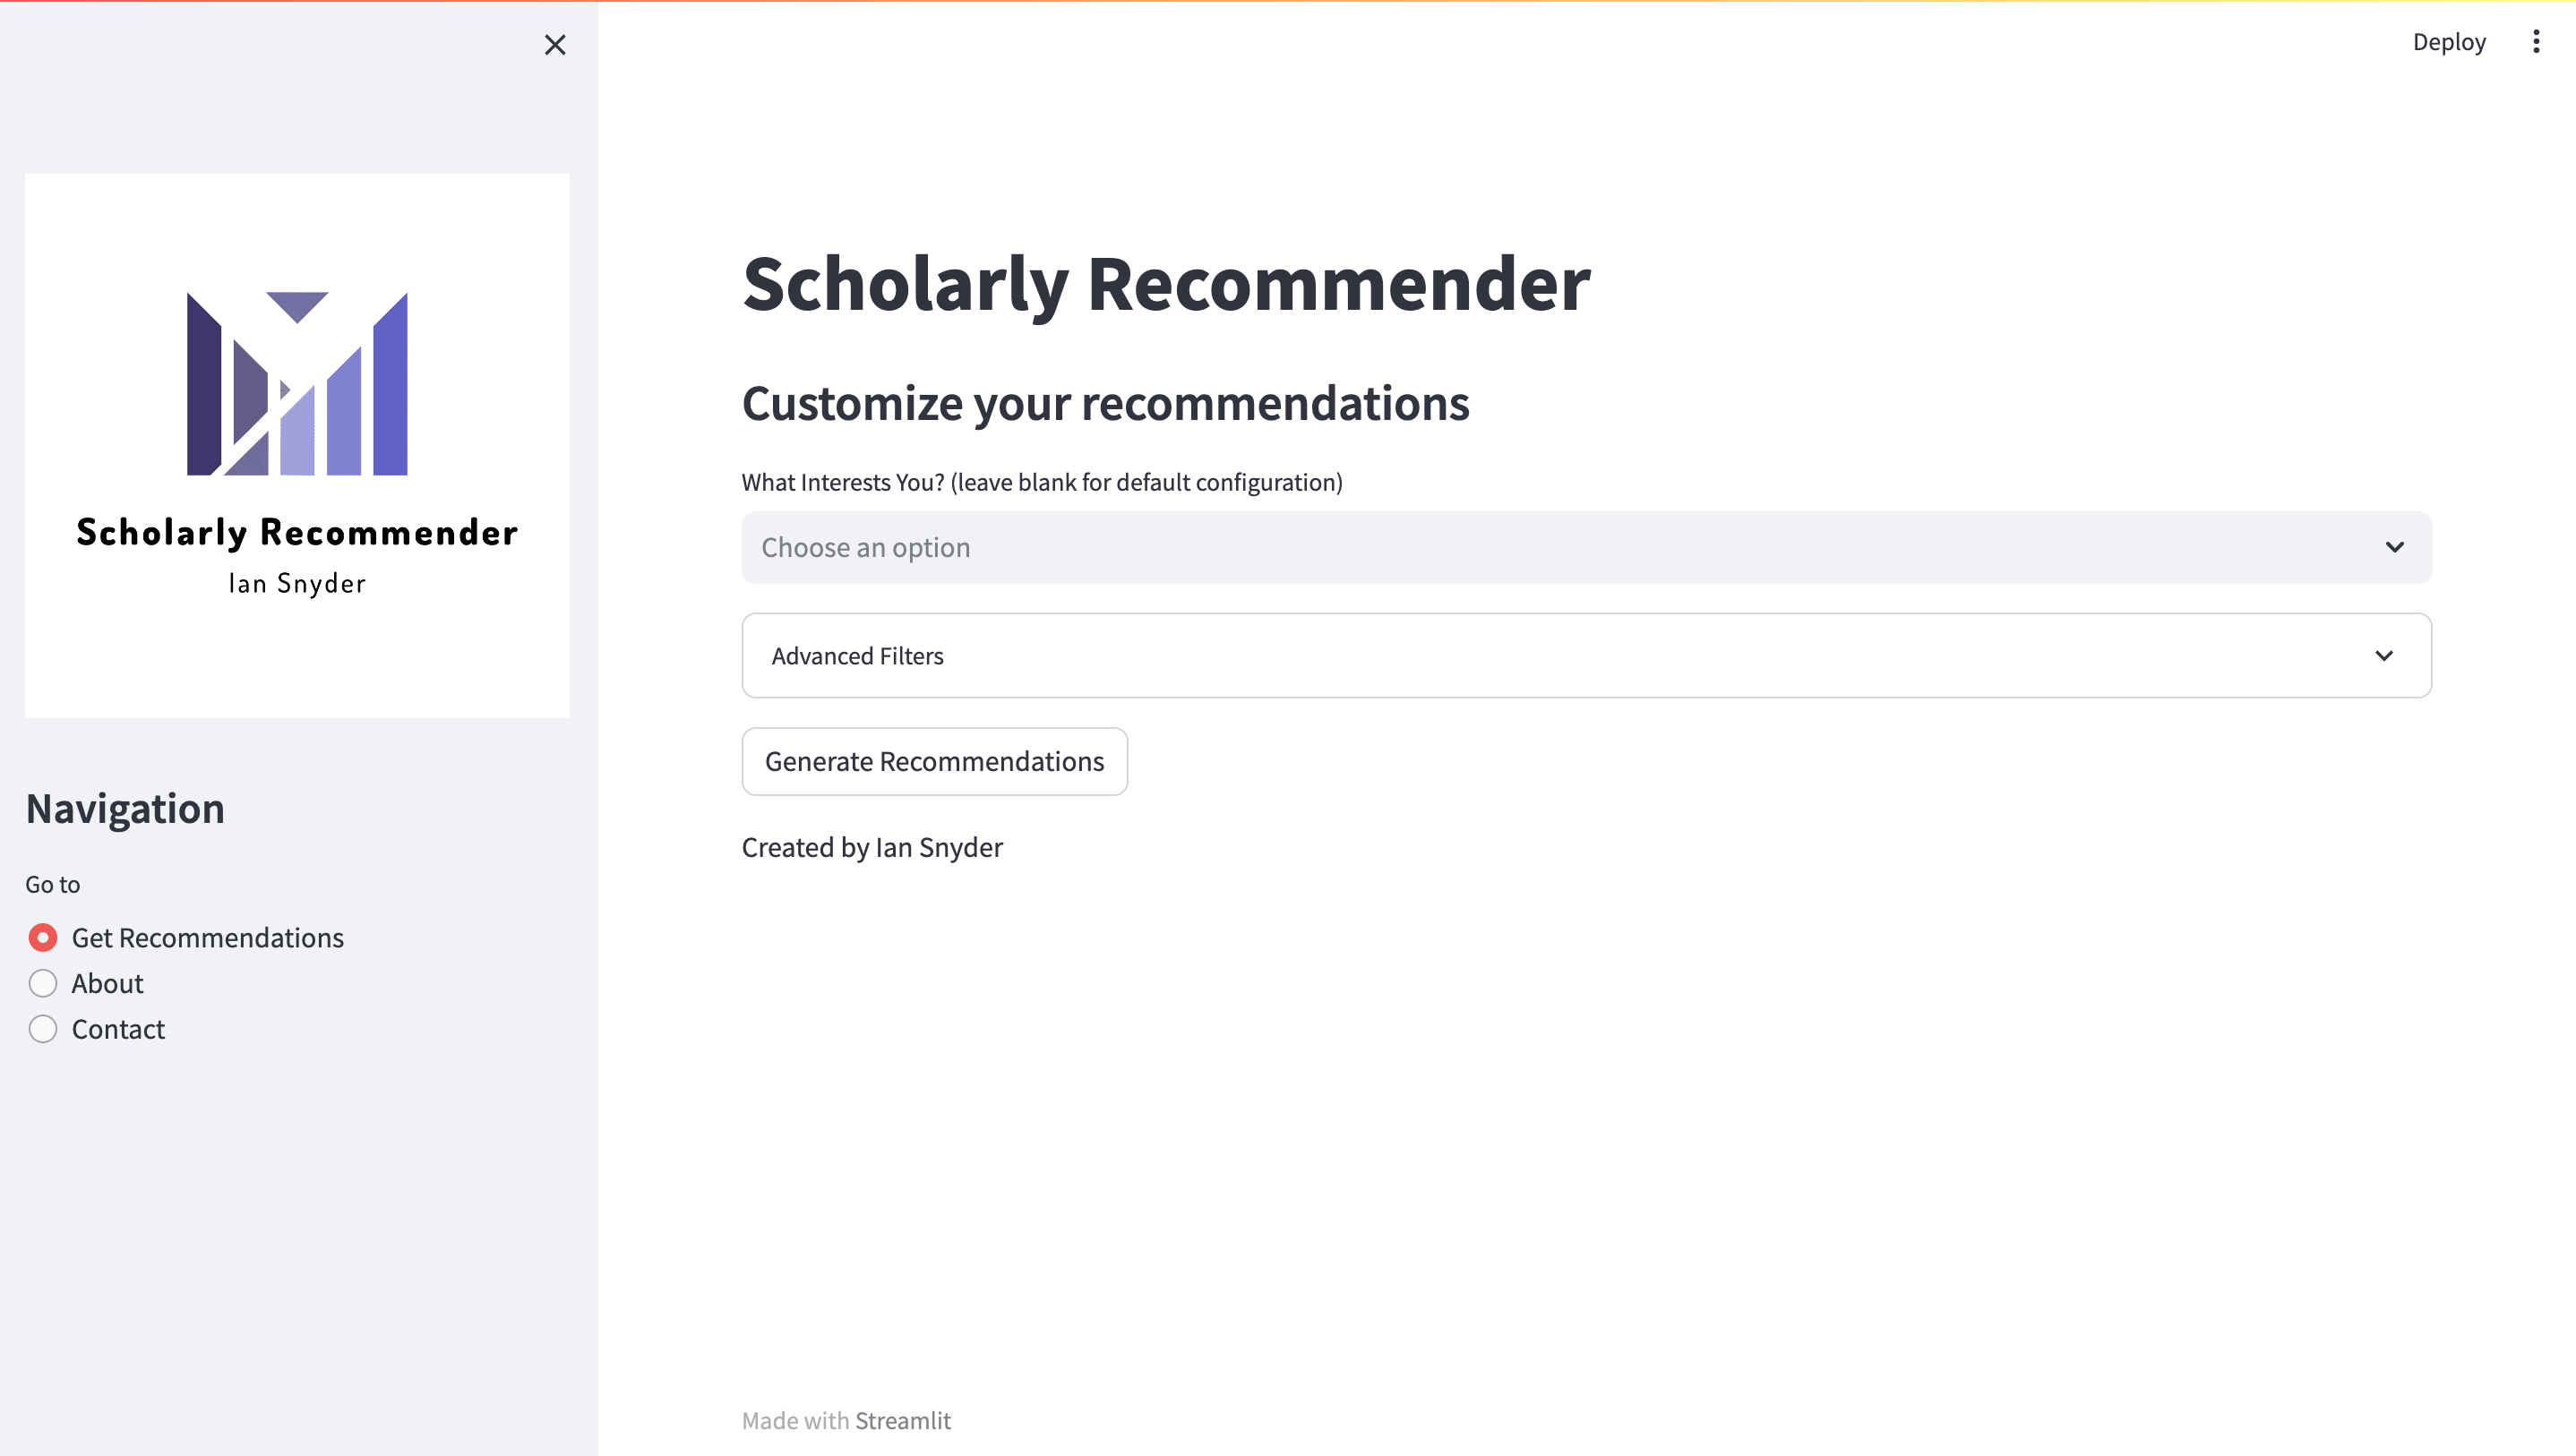 Deploy
Scholarly Recommender
Ian Snyder
Navigation
Go to
Get Recommendations
About
Contact
Scholarly Recommender
Customize your recommendations
What Interests You? (leave blank for default configuration)
Choose an option
Advanced Filters
Generate Recommendations
Created by Ian Snyder
Made with Streamlit